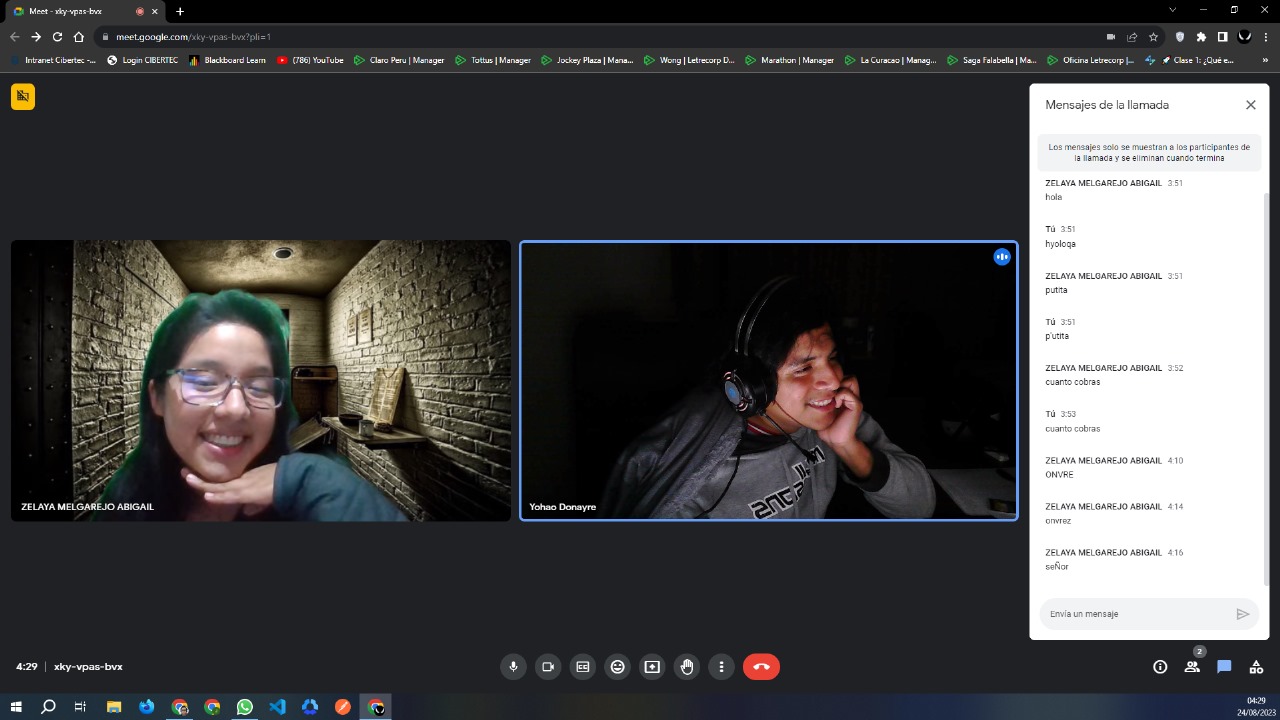 Meet - xky-vpas-bvx
meet.google.com/xky-vpas-bvx?pli=1
Intranet Cibertec -...
Login CIBERTEC
Blackboard Learn
(786) YouTube
Claro Peru | Manager
Tottus | Manager
Jockey Plaza | Mana...
Wong | Letrecorp D...
Marathon | Manager
La Curacao | Manag...
Saga Falabella | Ma...
Oficina Letrecorp |...
Clase 1: ¿Qué e...
»
ZELAYA MELGAREJO ABIGAIL
Yohao Donayre
Mensajes de la llamada
Los mensajes solo se muestran a los participantes de
la llamada y se eliminan cuando termina
ZELAYA MELGAREJO ABIGAIL 3:51
hola
Tú 3:51
hyoloqa
ZELAYA MELGAREJO ABIGAIL 3:51
putita
Tú 3:51
p'utita
ZELAYA MELGAREJO ABIGAIL 3:52
cuanto cobras
Tú 3:53
cuanto cobras
ZELAYA MELGAREJO ABIGAIL 4:10
ONVRE
ZELAYA MELGAREJO ABIGAIL 4:14
onvrez
ZELAYA MELGAREJO ABIGAIL 4:16
seÑor
Envía un mensaje
4:29 | xky-vpas-bvx
2
04:29
24/08/2023